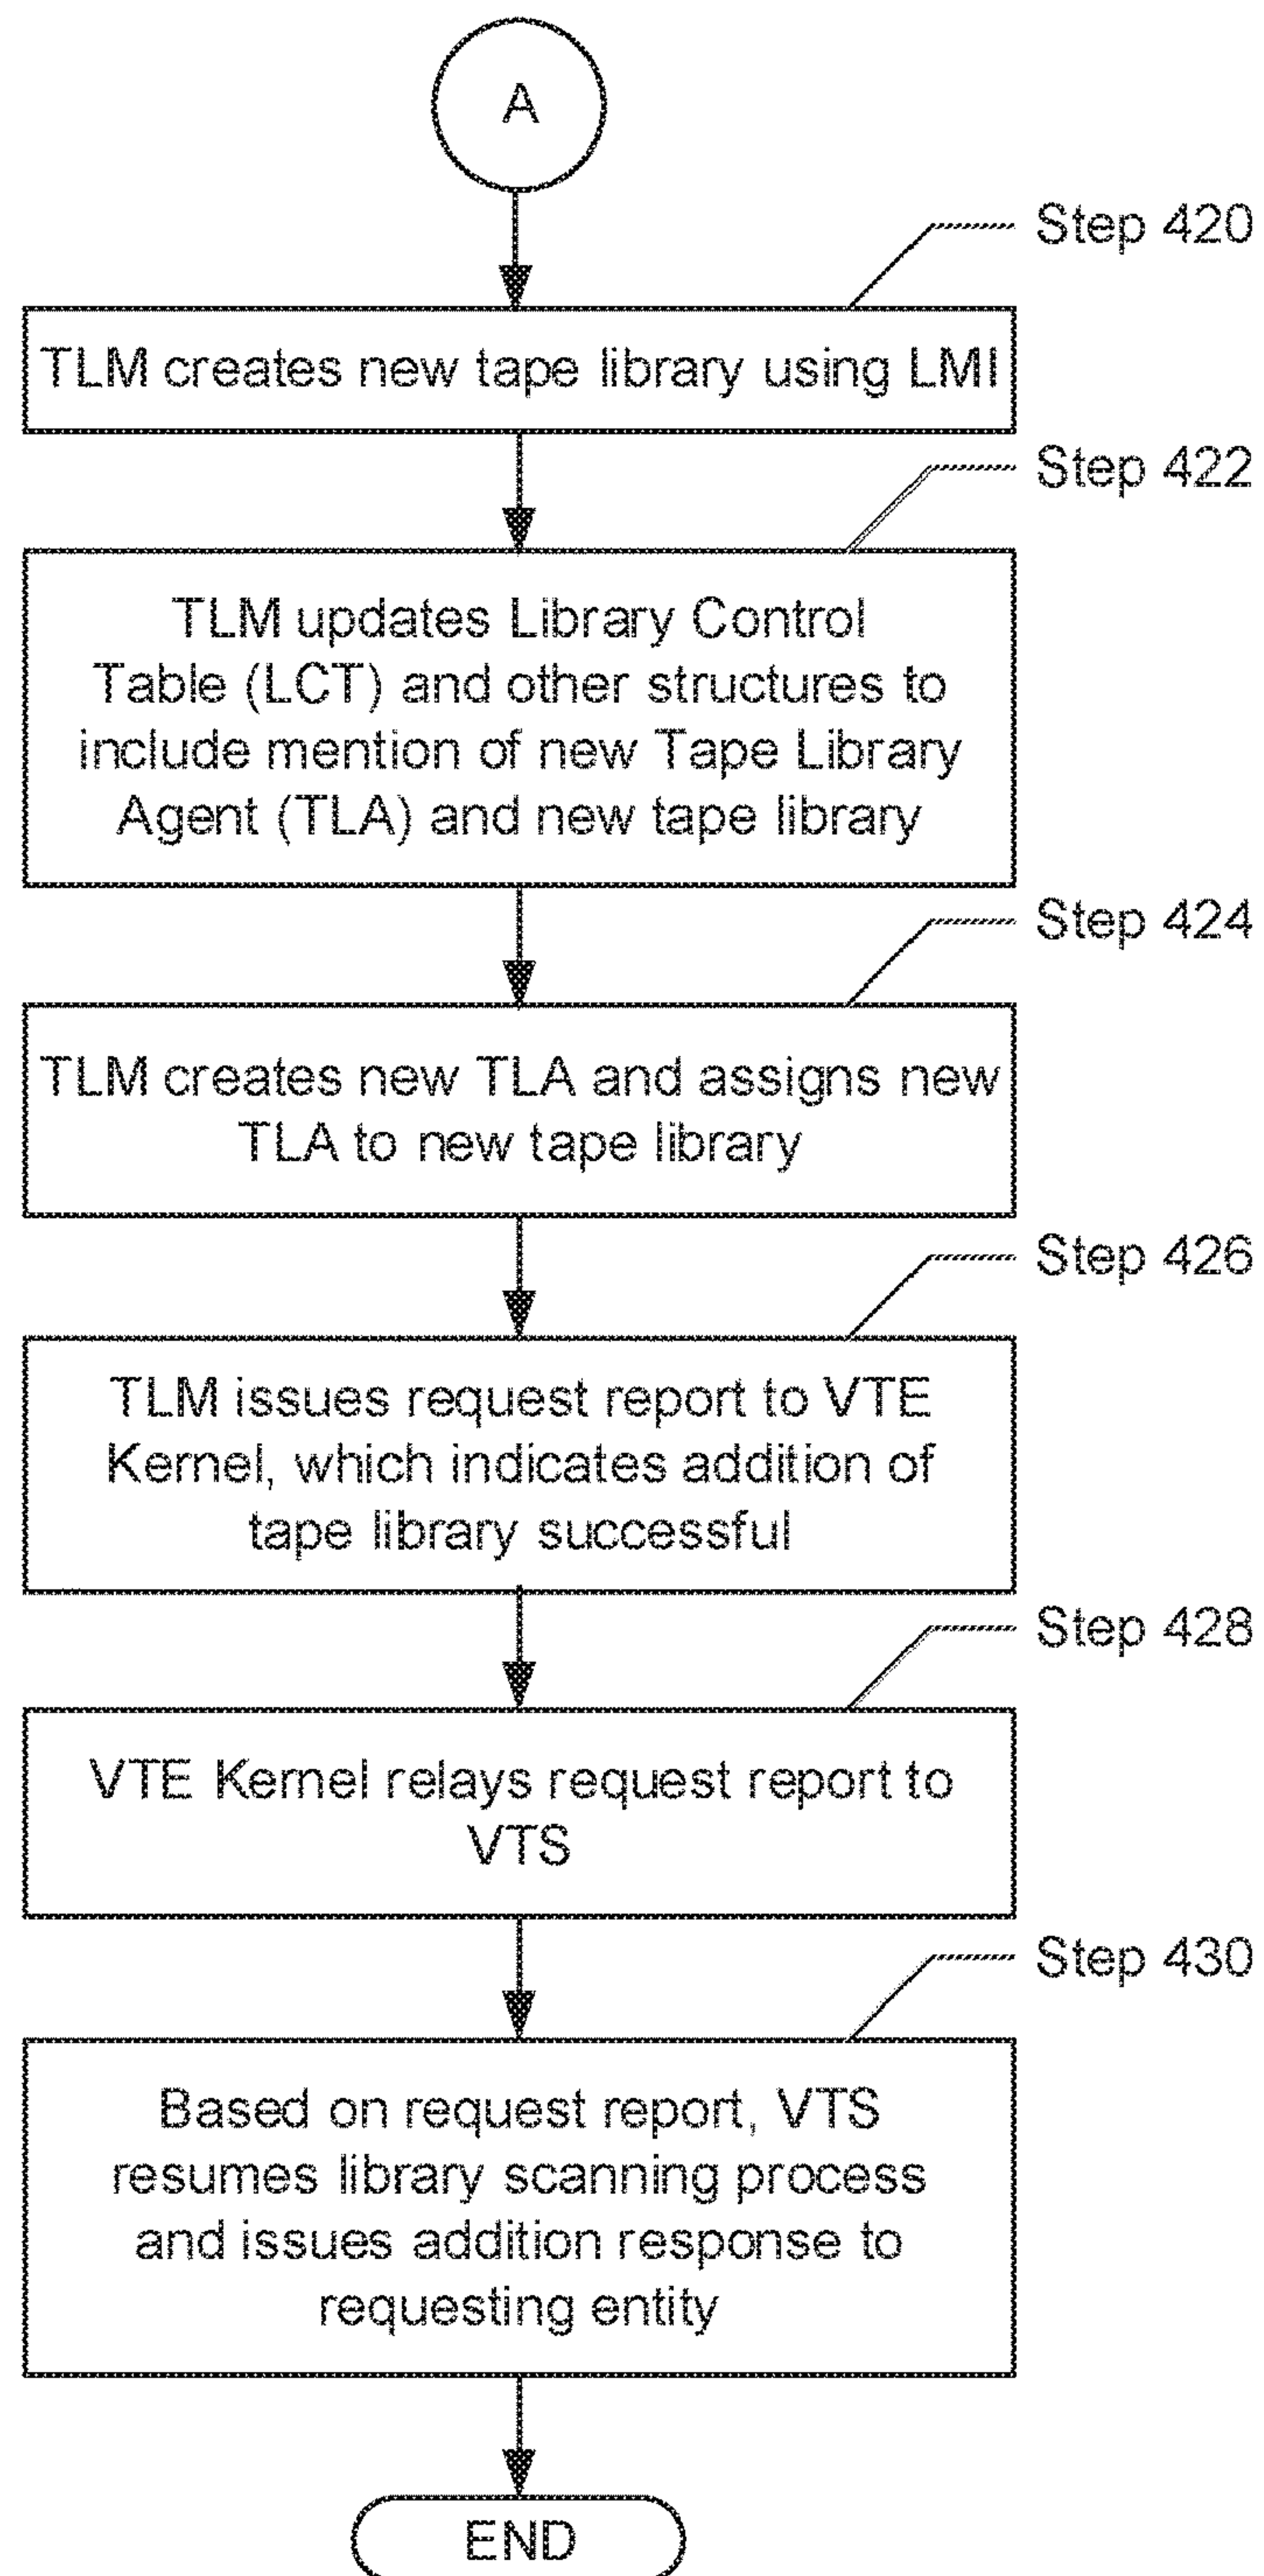 A
Step 420
TLM creates new tape library using LMI
Step 422
TLM updates Library Control
Table (LCT) and other structures to
include mention of new Tape Library
Agent (TLA) and new tape library
Step 424
TLM creates new TLA and assigns new
TLA to new tape library
Step 426
TLM issues request report to VTE
Kernel, which indicates addition of
tape library successful
Step 428
VTE Kernel relays request report to
VTS
Step 430
Based on request report, VTS
resumes library scanning process
and issues addition response to
requesting entity
END